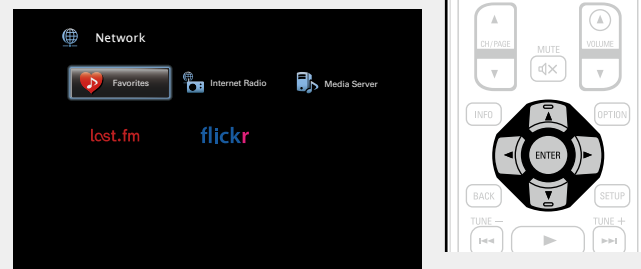 Network
Favorites
Internet Radio
Media Server
last.fm
flickr
CH/PAGE
MUTE
VOLUME
INFO
OPTION
ENTER
BACK
SETUP
TUNE −
TUNE +